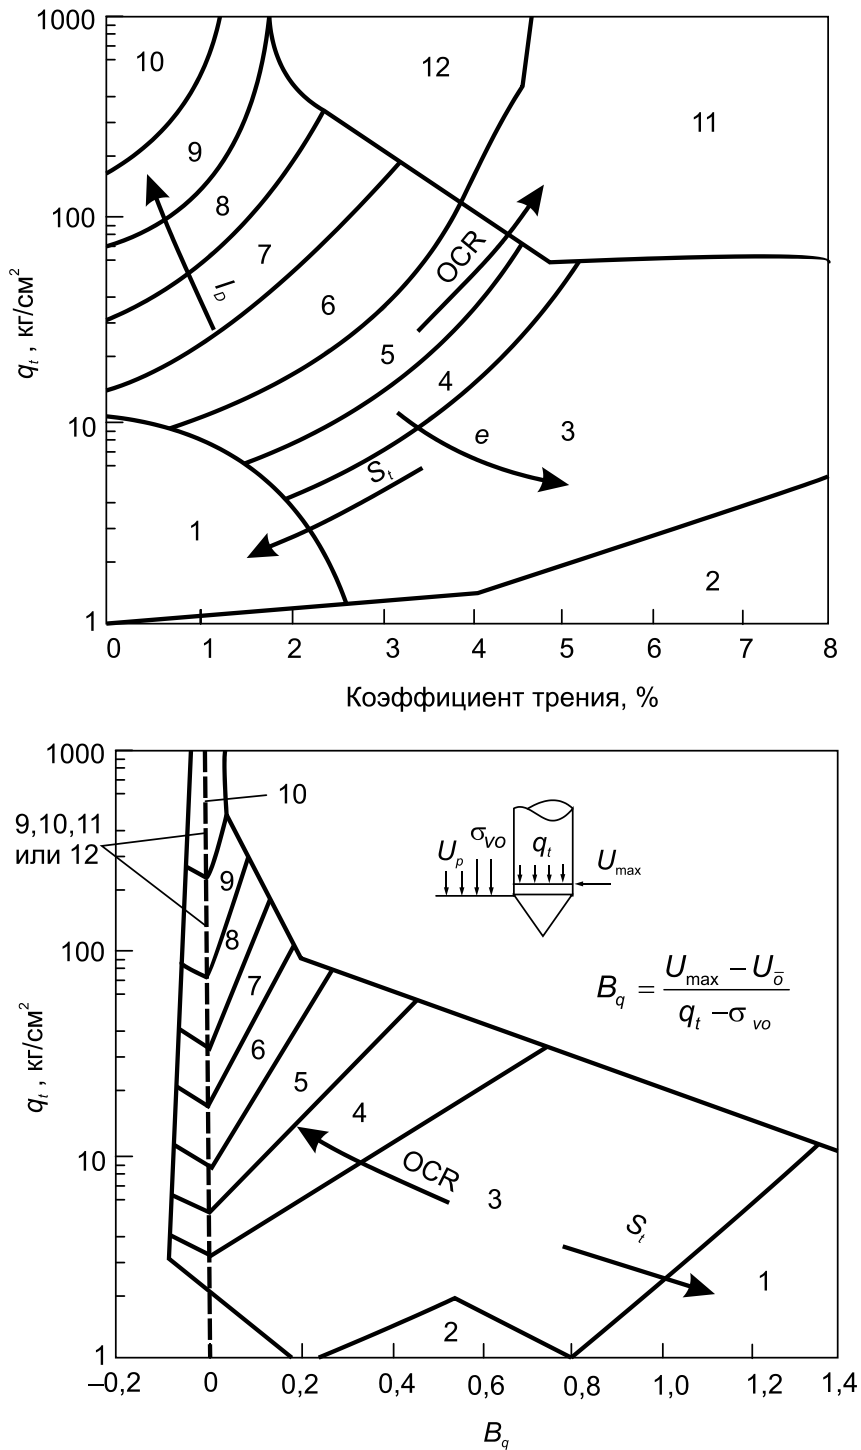 1000
10
12
11
9
8
100
7
OCR
I_D
6
q_t , кг/см²
5
4
10
e
3
S_t
1
2
1
0 1 2 3 4 5 6 7 8
Коэффициент трения, %
1000
10
9,10,11
или 12
σ_vo
U_p
q_t
U_max
9
8
100
7
B_q = (U_max – U_o̅) / (q_t – σ_vo)
q_t , кг/см²
6
5
4
10
OCR
3
S_t
1
2
1
–0,2 0 0,2 0,4 0,6 0,8 1,0 1,2 1,4
B_q